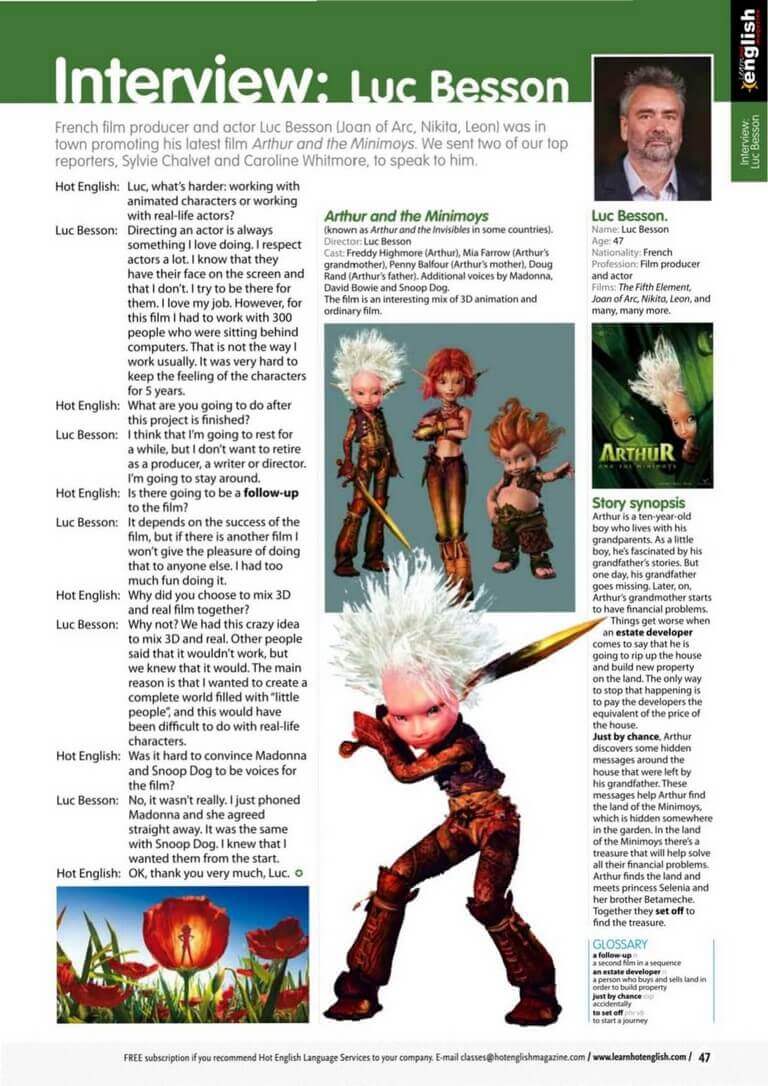 Interview: Luc Besson
French film producer and actor Luc Besson (Joan of Arc, Nikita, Leon) was in
town promoting his latest film Arthur and the Minimoys. We sent two of our top
reporters, Sylvie Chalvet and Caroline Whitmore, to speak to him.
Hot English: Luc, what's harder: working with
animated characters or working
with real-life actors?
Luc Besson: Directing an actor is always
something I love doing. I respect
actors a lot. I know that they
have their face on the screen and
that I don't. I try to be there for
them. I love my job. However, for
this film I had to work with 300
people who were sitting behind
computers. That is not the way I
work usually. It was very hard to
keep the feeling of the characters
for 5 years.
Hot English: What are you going to do after
this project is finished?
Luc Besson: I think that I'm going to rest for
a while, but I don't want to retire
as a producer, a writer or director.
I'm going to stay around.
Hot English: Is there going to be a follow-up
to the film?
Luc Besson: It depends on the success of the
film, but if there is another film I
won't give the pleasure of doing
that to anyone else. I had too
much fun doing it.
Hot English: Why did you choose to mix 3D
and real film together?
Luc Besson: Why not? We had this crazy idea
to mix 3D and real. Other people
said that it wouldn't work, but
we knew that it would. The main
reason is that I wanted to create a
complete world filled with "little
people", and this would have
been difficult to do with real-life
characters.
Hot English: Was it hard to convince Madonna
and Snoop Dog to be voices for
the film?
Luc Besson: No, it wasn't really. I just phoned
Madonna and she agreed
straight away. It was the same
with Snoop Dog. I knew that I
wanted them from the start.
Hot English: OK, thank you very much, Luc.
Arthur and the Minimoys
(known as Arthur and the Invisibles in some countries).
Director: Luc Besson
Cast: Freddy Highmore (Arthur), Mia Farrow (Arthur's
grandmother), Penny Balfour (Arthur's mother), Doug
Rand (Arthur's father). Additional voices by Madonna,
David Bowie and Snoop Dog.
The film is an interesting mix of 3D animation and
ordinary film.
Luc Besson.
Name: Luc Besson
Age: 47
Nationality: French
Profession: Film producer
and actor
Films: The Fifth Element,
Joan of Arc, Nikita, Leon, and
many, many more.
ARTHUR
AND THE MINIMOYS
Story synopsis
Arthur is a ten-year-old
boy who lives with his
grandparents. As a little
boy, he's fascinated by his
grandfather's stories. But
one day, his grandfather
goes missing. Later, on,
Arthur's grandmother starts
to have financial problems.
Things get worse when
an estate developer
comes to say that he is
going to rip up the house
and build new property
on the land. The only way
to stop that happening is
to pay the developers the
equivalent of the price of
the house.
Just by chance, Arthur
discovers some hidden
messages around the
house that were left by
his grandfather. These
messages help Arthur find
the land of the Minimoys,
which is hidden somewhere
in the garden. In the land
of the Minimoys there's a
treasure that will help solve
all their financial problems.
Arthur finds the land and
meets princess Selenia and
her brother Betameche.
Together they set off to
find the treasure.
GLOSSARY
a follow-up n
a second film in a sequence
an estate developer n
a person who buys and sells land in
order to build property
just by chance exp
accidentally
to set off phr vb
to start a journey
english
Interview:
Luc Besson
FREE subscription if you recommend Hot English Language Services to your company. E-mail classes@hotenglishmagazine.com / www.learnhotenglish.com / 47